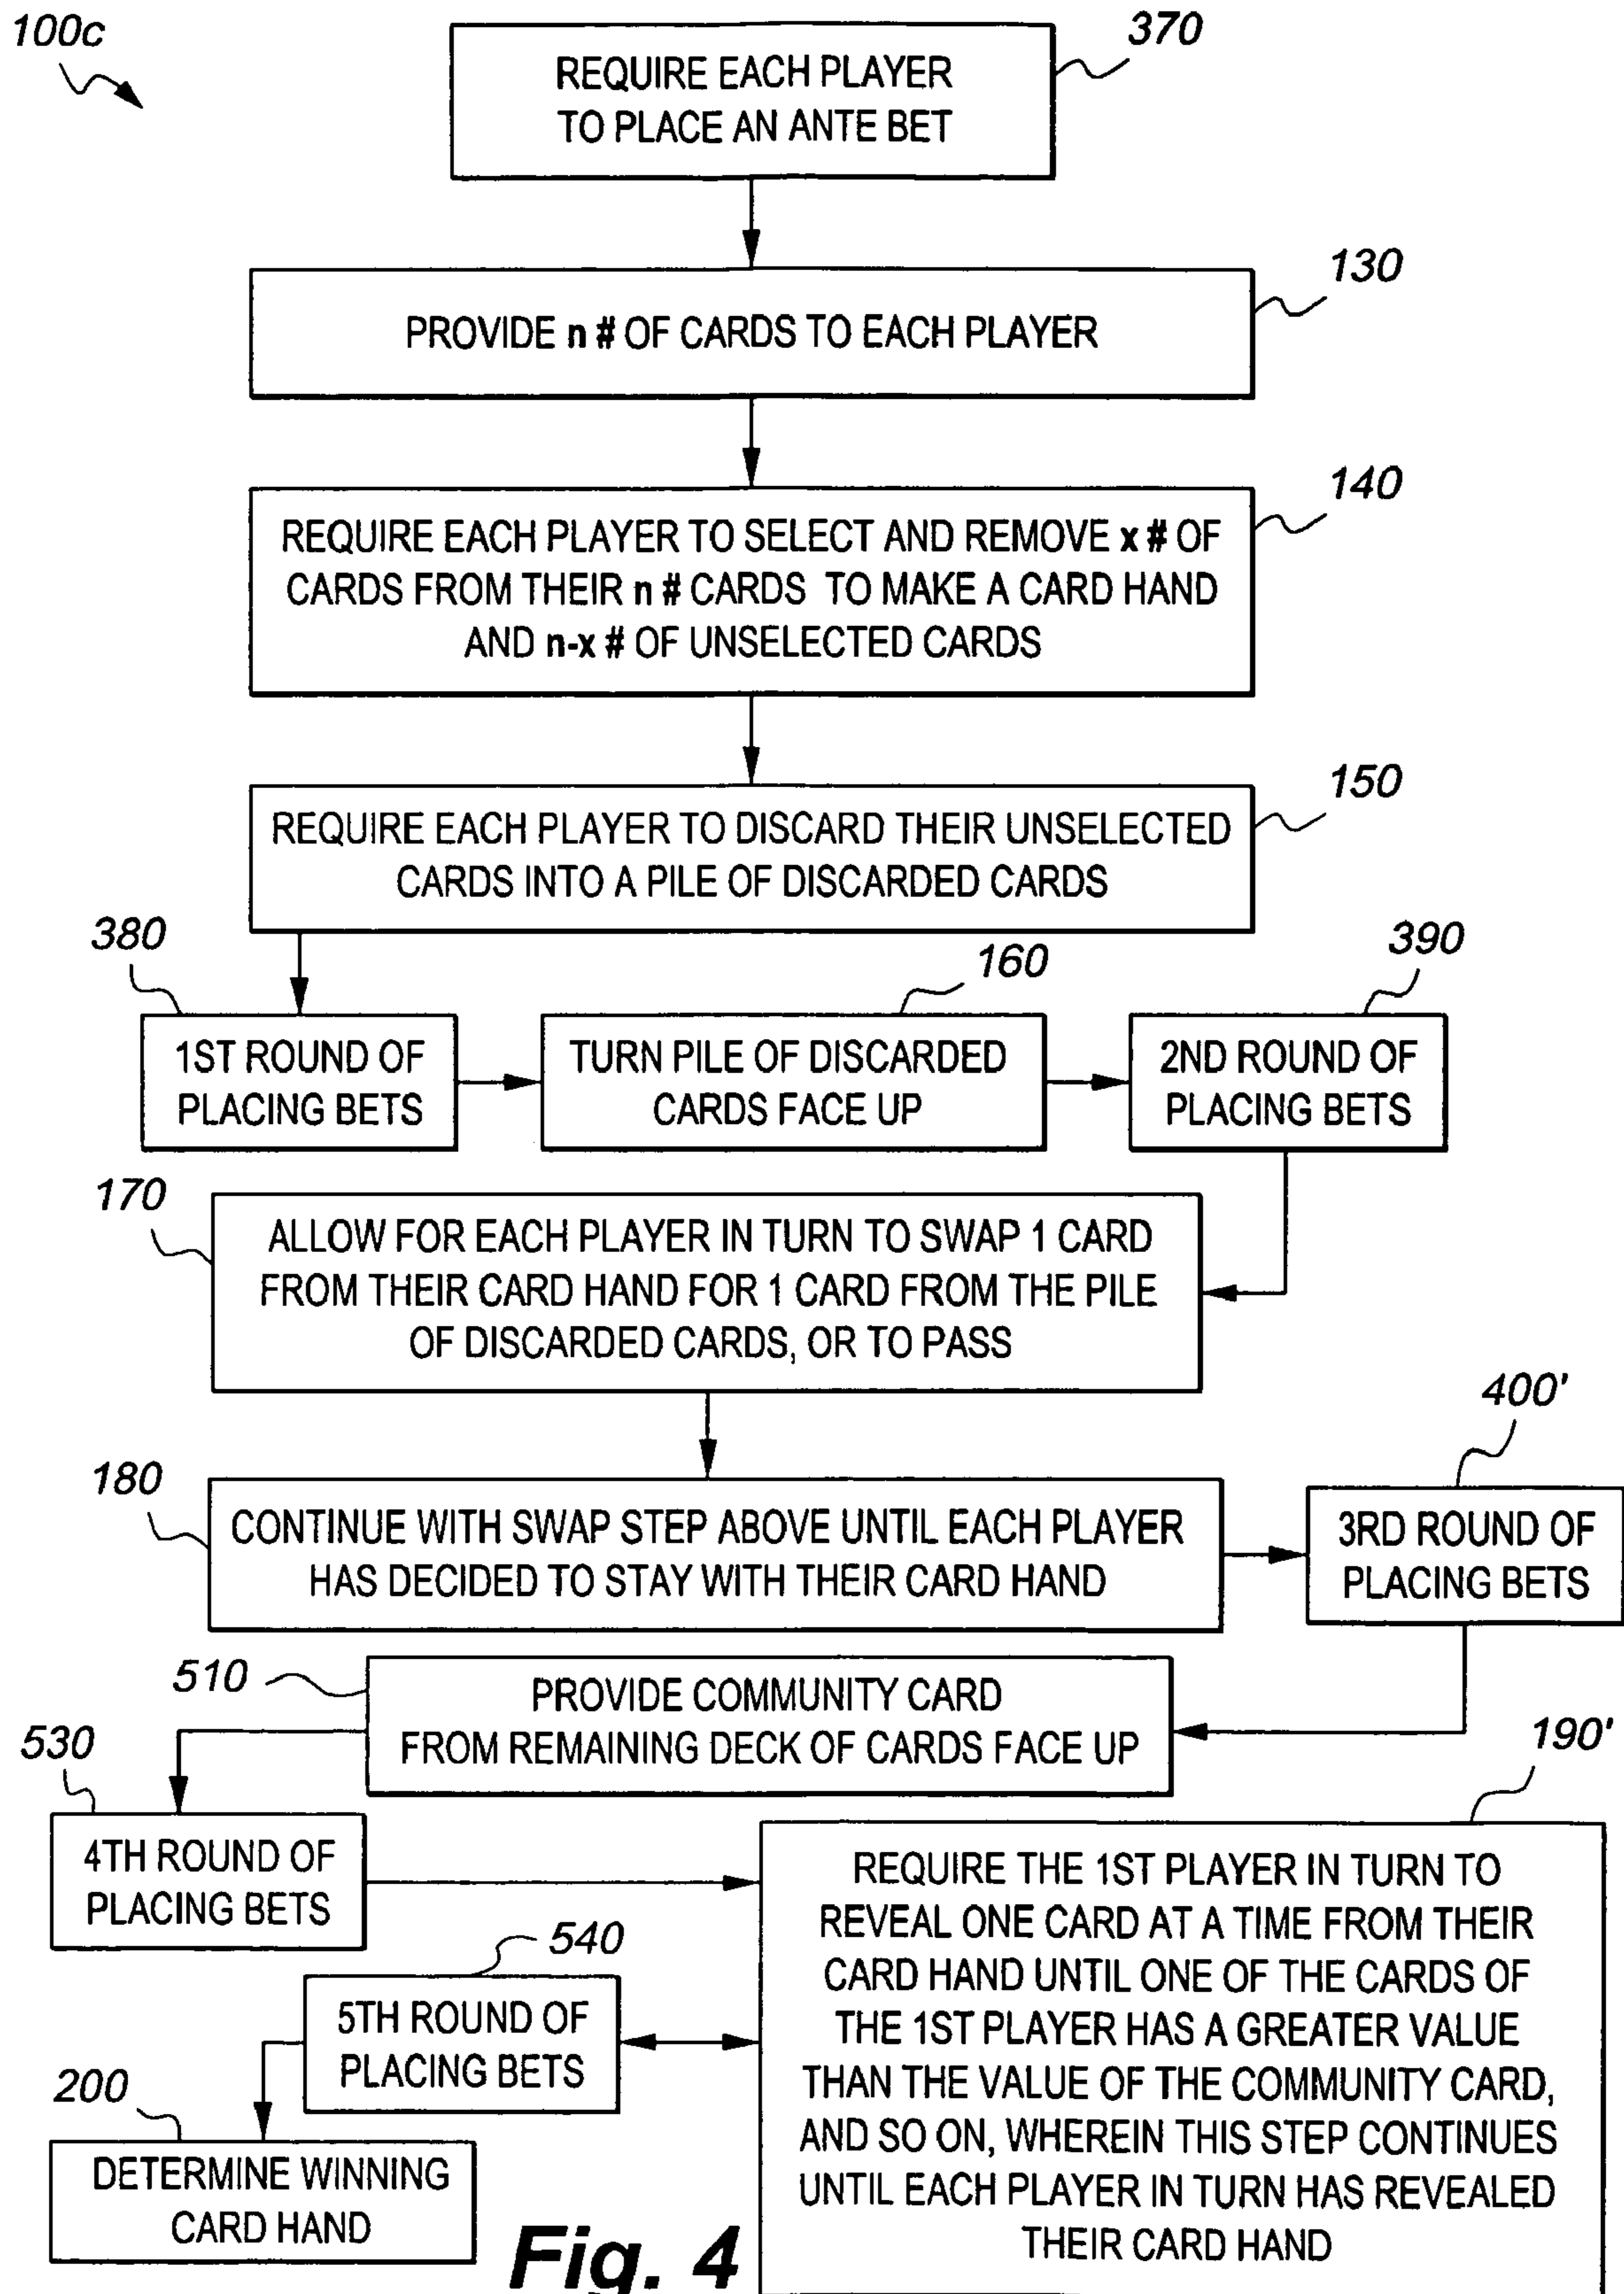 100c
370
REQUIRE EACH PLAYER
TO PLACE AN ANTE BET
130
PROVIDE n # OF CARDS TO EACH PLAYER
140
REQUIRE EACH PLAYER TO SELECT AND REMOVE x # OF
CARDS FROM THEIR n # CARDS TO MAKE A CARD HAND
AND n-x # OF UNSELECTED CARDS
150
REQUIRE EACH PLAYER TO DISCARD THEIR UNSELECTED
CARDS INTO A PILE OF DISCARDED CARDS
380
1ST ROUND OF
PLACING BETS
160
TURN PILE OF DISCARDED
CARDS FACE UP
390
2ND ROUND OF
PLACING BETS
170
ALLOW FOR EACH PLAYER IN TURN TO SWAP 1 CARD
FROM THEIR CARD HAND FOR 1 CARD FROM THE PILE
OF DISCARDED CARDS, OR TO PASS
180
CONTINUE WITH SWAP STEP ABOVE UNTIL EACH PLAYER
HAS DECIDED TO STAY WITH THEIR CARD HAND
400'
3RD ROUND OF
PLACING BETS
510
PROVIDE COMMUNITY CARD
FROM REMAINING DECK OF CARDS FACE UP
530
4TH ROUND OF
PLACING BETS
190'
REQUIRE THE 1ST PLAYER IN TURN TO
REVEAL ONE CARD AT A TIME FROM THEIR
CARD HAND UNTIL ONE OF THE CARDS OF
THE 1ST PLAYER HAS A GREATER VALUE
THAN THE VALUE OF THE COMMUNITY CARD,
AND SO ON, WHEREIN THIS STEP CONTINUES
UNTIL EACH PLAYER IN TURN HAS REVEALED
THEIR CARD HAND
540
5TH ROUND OF
PLACING BETS
200
DETERMINE WINNING
CARD HAND
Fig. 4